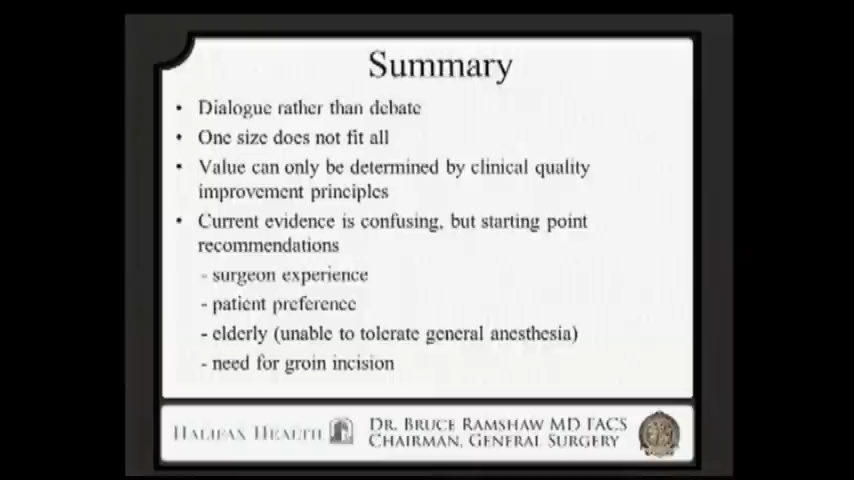 Summary
• Dialogue rather than debate
• One size does not fit all
• Value can only be determined by clinical quality
improvement principles
• Current evidence is confusing, but starting point
recommendations
- surgeon experience
- patient preference
- elderly (unable to tolerate general anesthesia)
- need for groin incision
HALIFAX HEALTH
DR. BRUCE RAMSHAW MD FACS
CHAIRMAN, GENERAL SURGERY